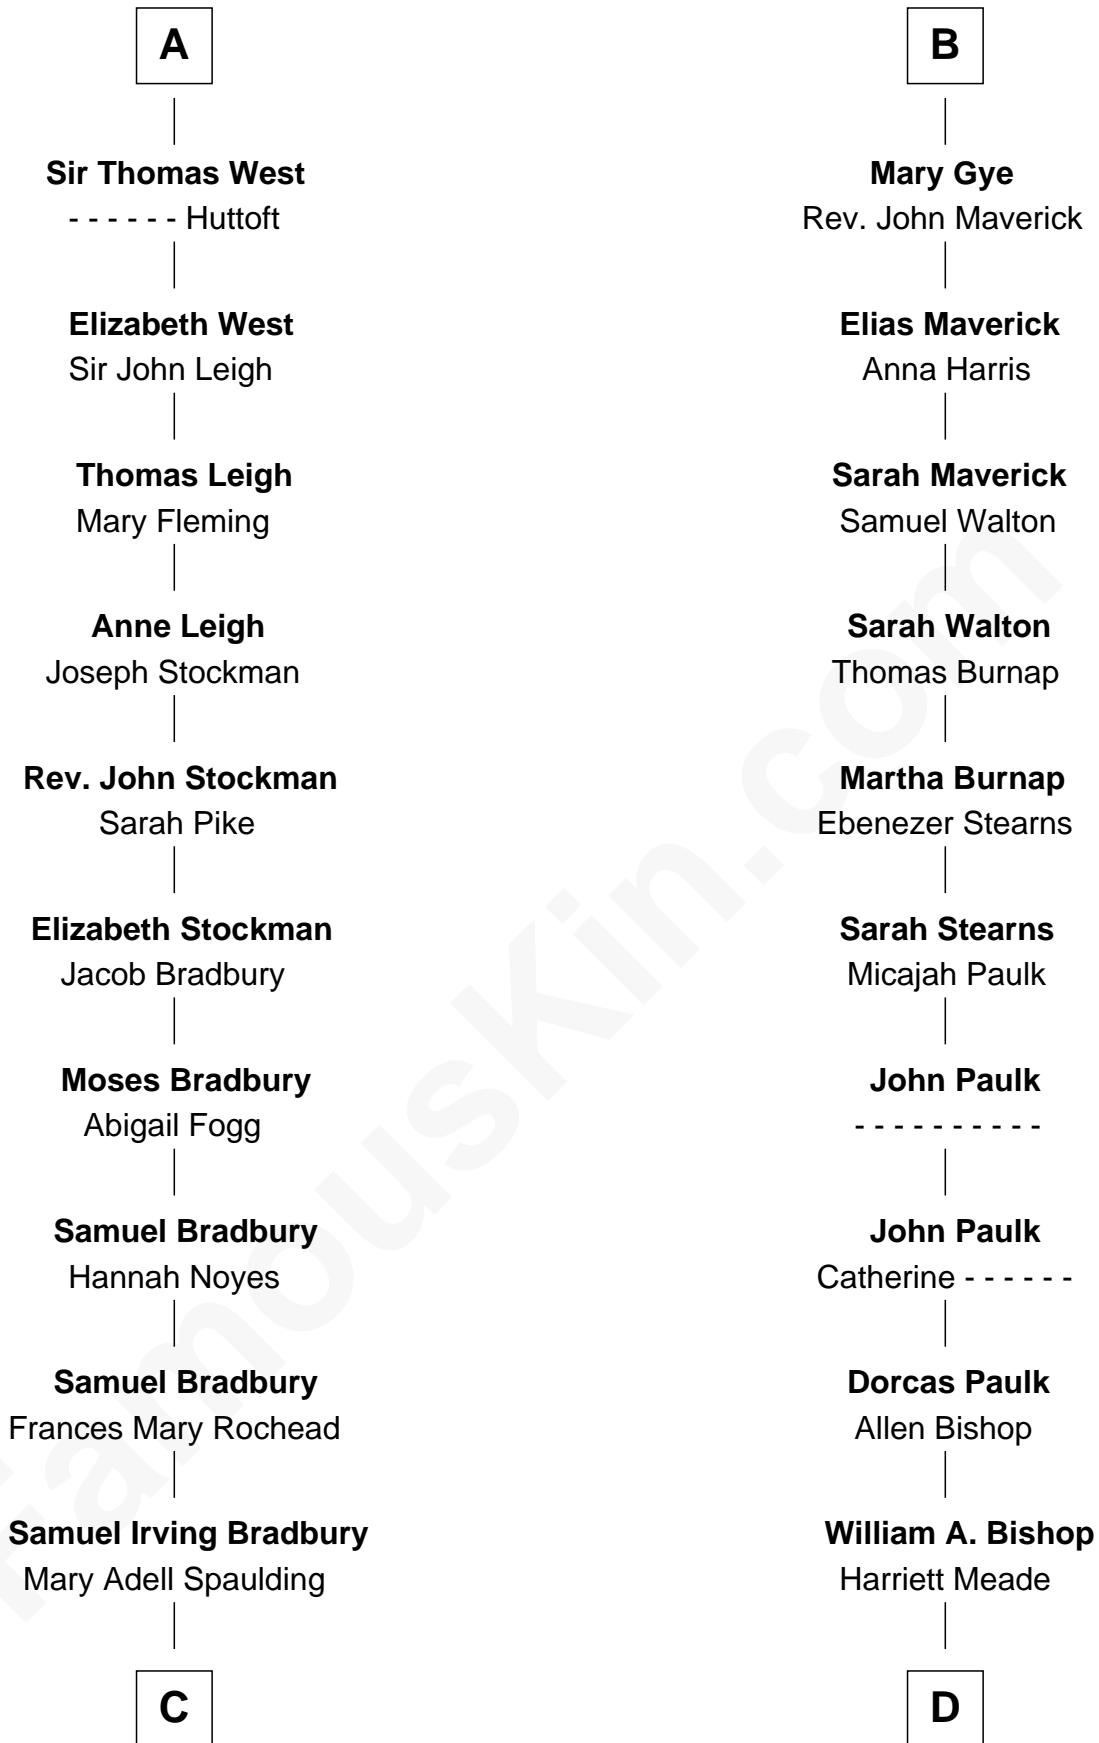 A
Sir Thomas West
- - - - - - Huttoft
Elizabeth West
Sir John Leigh
Thomas Leigh
Mary Fleming
Anne Leigh
Joseph Stockman
Rev. John Stockman
Sarah Pike
Elizabeth Stockman
Jacob Bradbury
Moses Bradbury
Abigail Fogg
Samuel Bradbury
Hannah Noyes
Samuel Bradbury
Frances Mary Rochead
Samuel Irving Bradbury
Mary Adell Spaulding
C
B
Mary Gye
Rev. John Maverick
Elias Maverick
Anna Harris
Sarah Maverick
Samuel Walton
Sarah Walton
Thomas Burnap
Martha Burnap
Ebenezer Stearns
Sarah Stearns
Micajah Paulk
John Paulk
- - - - - - - - - -
John Paulk
Catherine - - - - - -
Dorcas Paulk
Allen Bishop
William A. Bishop
Harriett Meade
D
FamousKin.com